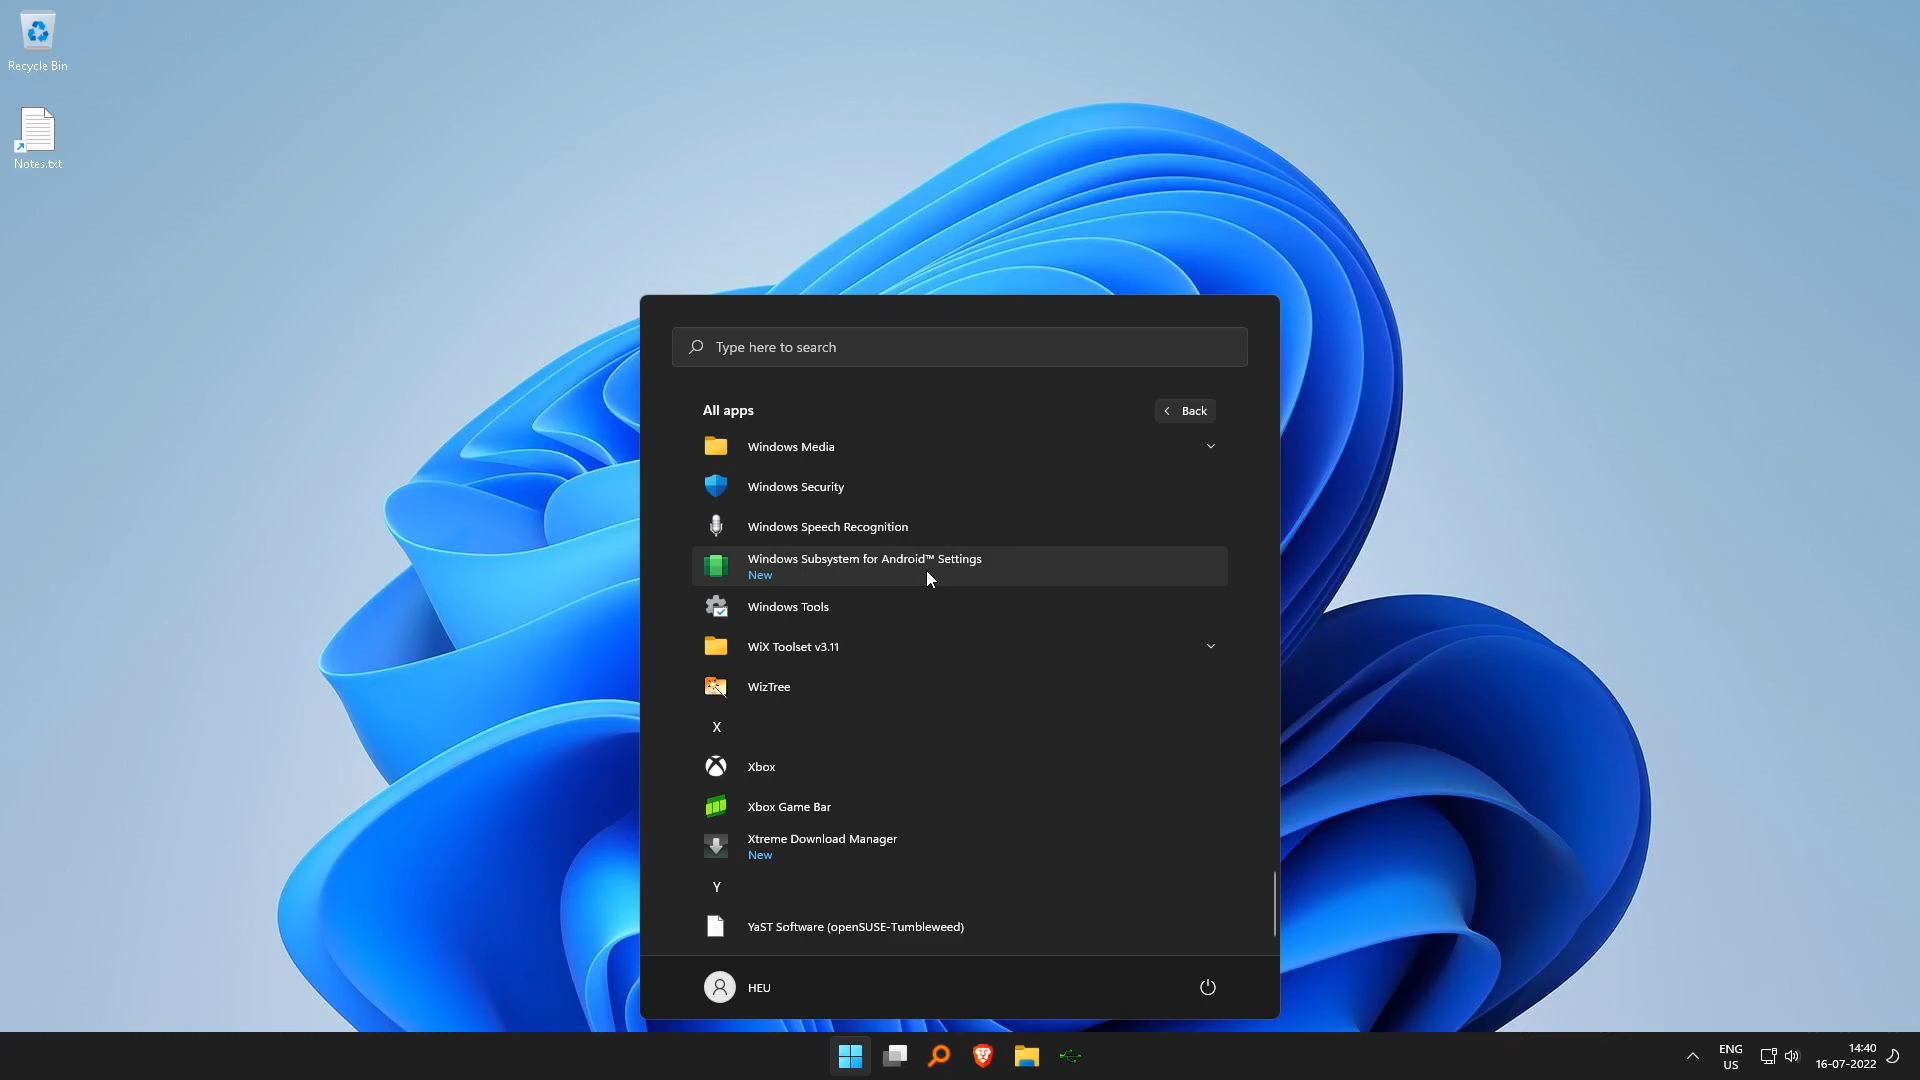 Recycle Bin
Notes.txt
Type here to search
All apps
Back
Windows Media
Windows Security
Windows Speech Recognition
Windows Subsystem for Android™ Settings
New
Windows Tools
WiX Toolset v3.11
WizTree
X
Xbox
Xbox Game Bar
Xtreme Download Manager
New
Y
YaST Software (openSUSE-Tumbleweed)
HEU
ENG
US
14:40
16-07-2022